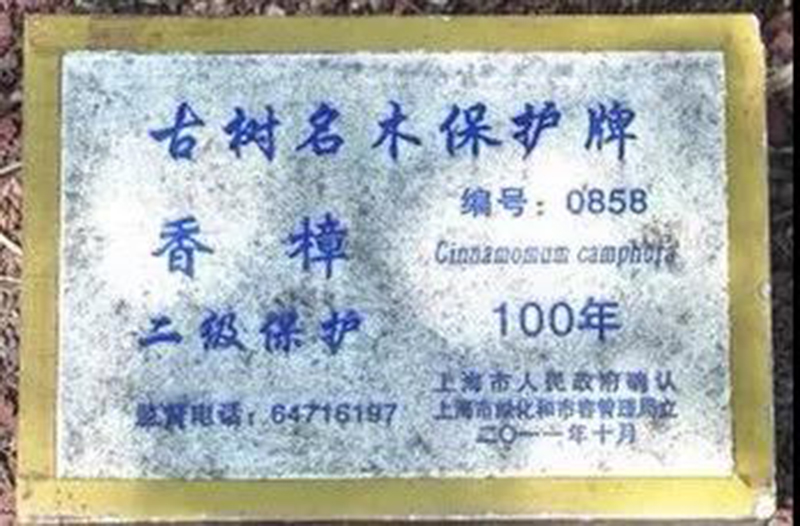 古树名木保护牌
编号：0858
香樟
Cinnamomum camphora
二级保护
100年
监督电话：64716197
上海市人民政府确认
上海市绿化和市容管理局立
二〇一一年十月